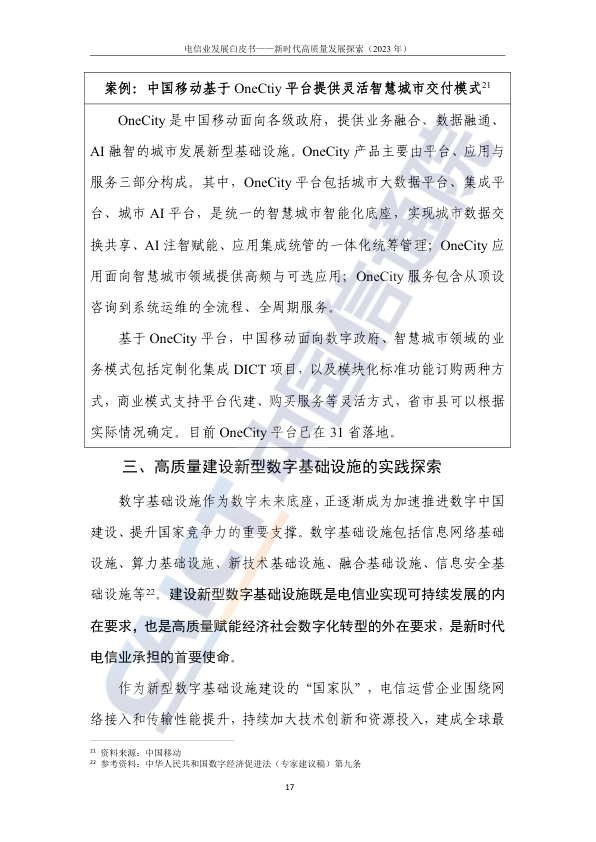 电信业发展白皮书——新时代高质量发展探索（2023 年）
案例：中国移动基于 OneCtiy 平台提供灵活智慧城市交付模式21
OneCity 是中国移动面向各级政府，提供业务融合、数据融通、
AI 融智的城市发展新型基础设施。OneCity 产品主要由平台、应用与
服务三部分构成。其中，OneCity 平台包括城市大数据平台、集成平
台、城市 AI 平台，是统一的智慧城市智能化底座，实现城市数据交
换共享、AI 注智赋能、应用集成统管的一体化统筹管理；OneCity 应
用面向智慧城市领域提供高频与可选应用；OneCity 服务包含从顶设
咨询到系统运维的全流程、全周期服务。
基于 OneCity 平台，中国移动面向数字政府、智慧城市领域的业
务模式包括定制化集成 DICT 项目，以及模块化标准功能订购两种方
式，商业模式支持平台代建、购买服务等灵活方式，省市县可以根据
实际情况确定。目前 OneCity 平台已在 31 省落地。
三、高质量建设新型数字基础设施的实践探索
数字基础设施作为数字未来底座，正逐渐成为加速推进数字中国
建设、提升国家竞争力的重要支撑。数字基础设施包括信息网络基础
设施、算力基础设施、新技术基础设施、融合基础设施、信息安全基
础设施等22。建设新型数字基础设施既是电信业实现可持续发展的内
在要求，也是高质量赋能经济社会数字化转型的外在要求，是新时代
电信业承担的首要使命。
作为新型数字基础设施建设的“国家队”，电信运营企业围绕网
络接入和传输性能提升，持续加大技术创新和资源投入，建成全球最
21 资料来源：中国移动
22 参考资料：中华人民共和国数字经济促进法（专家建议稿）第九条
17
CAICT 中国信通院